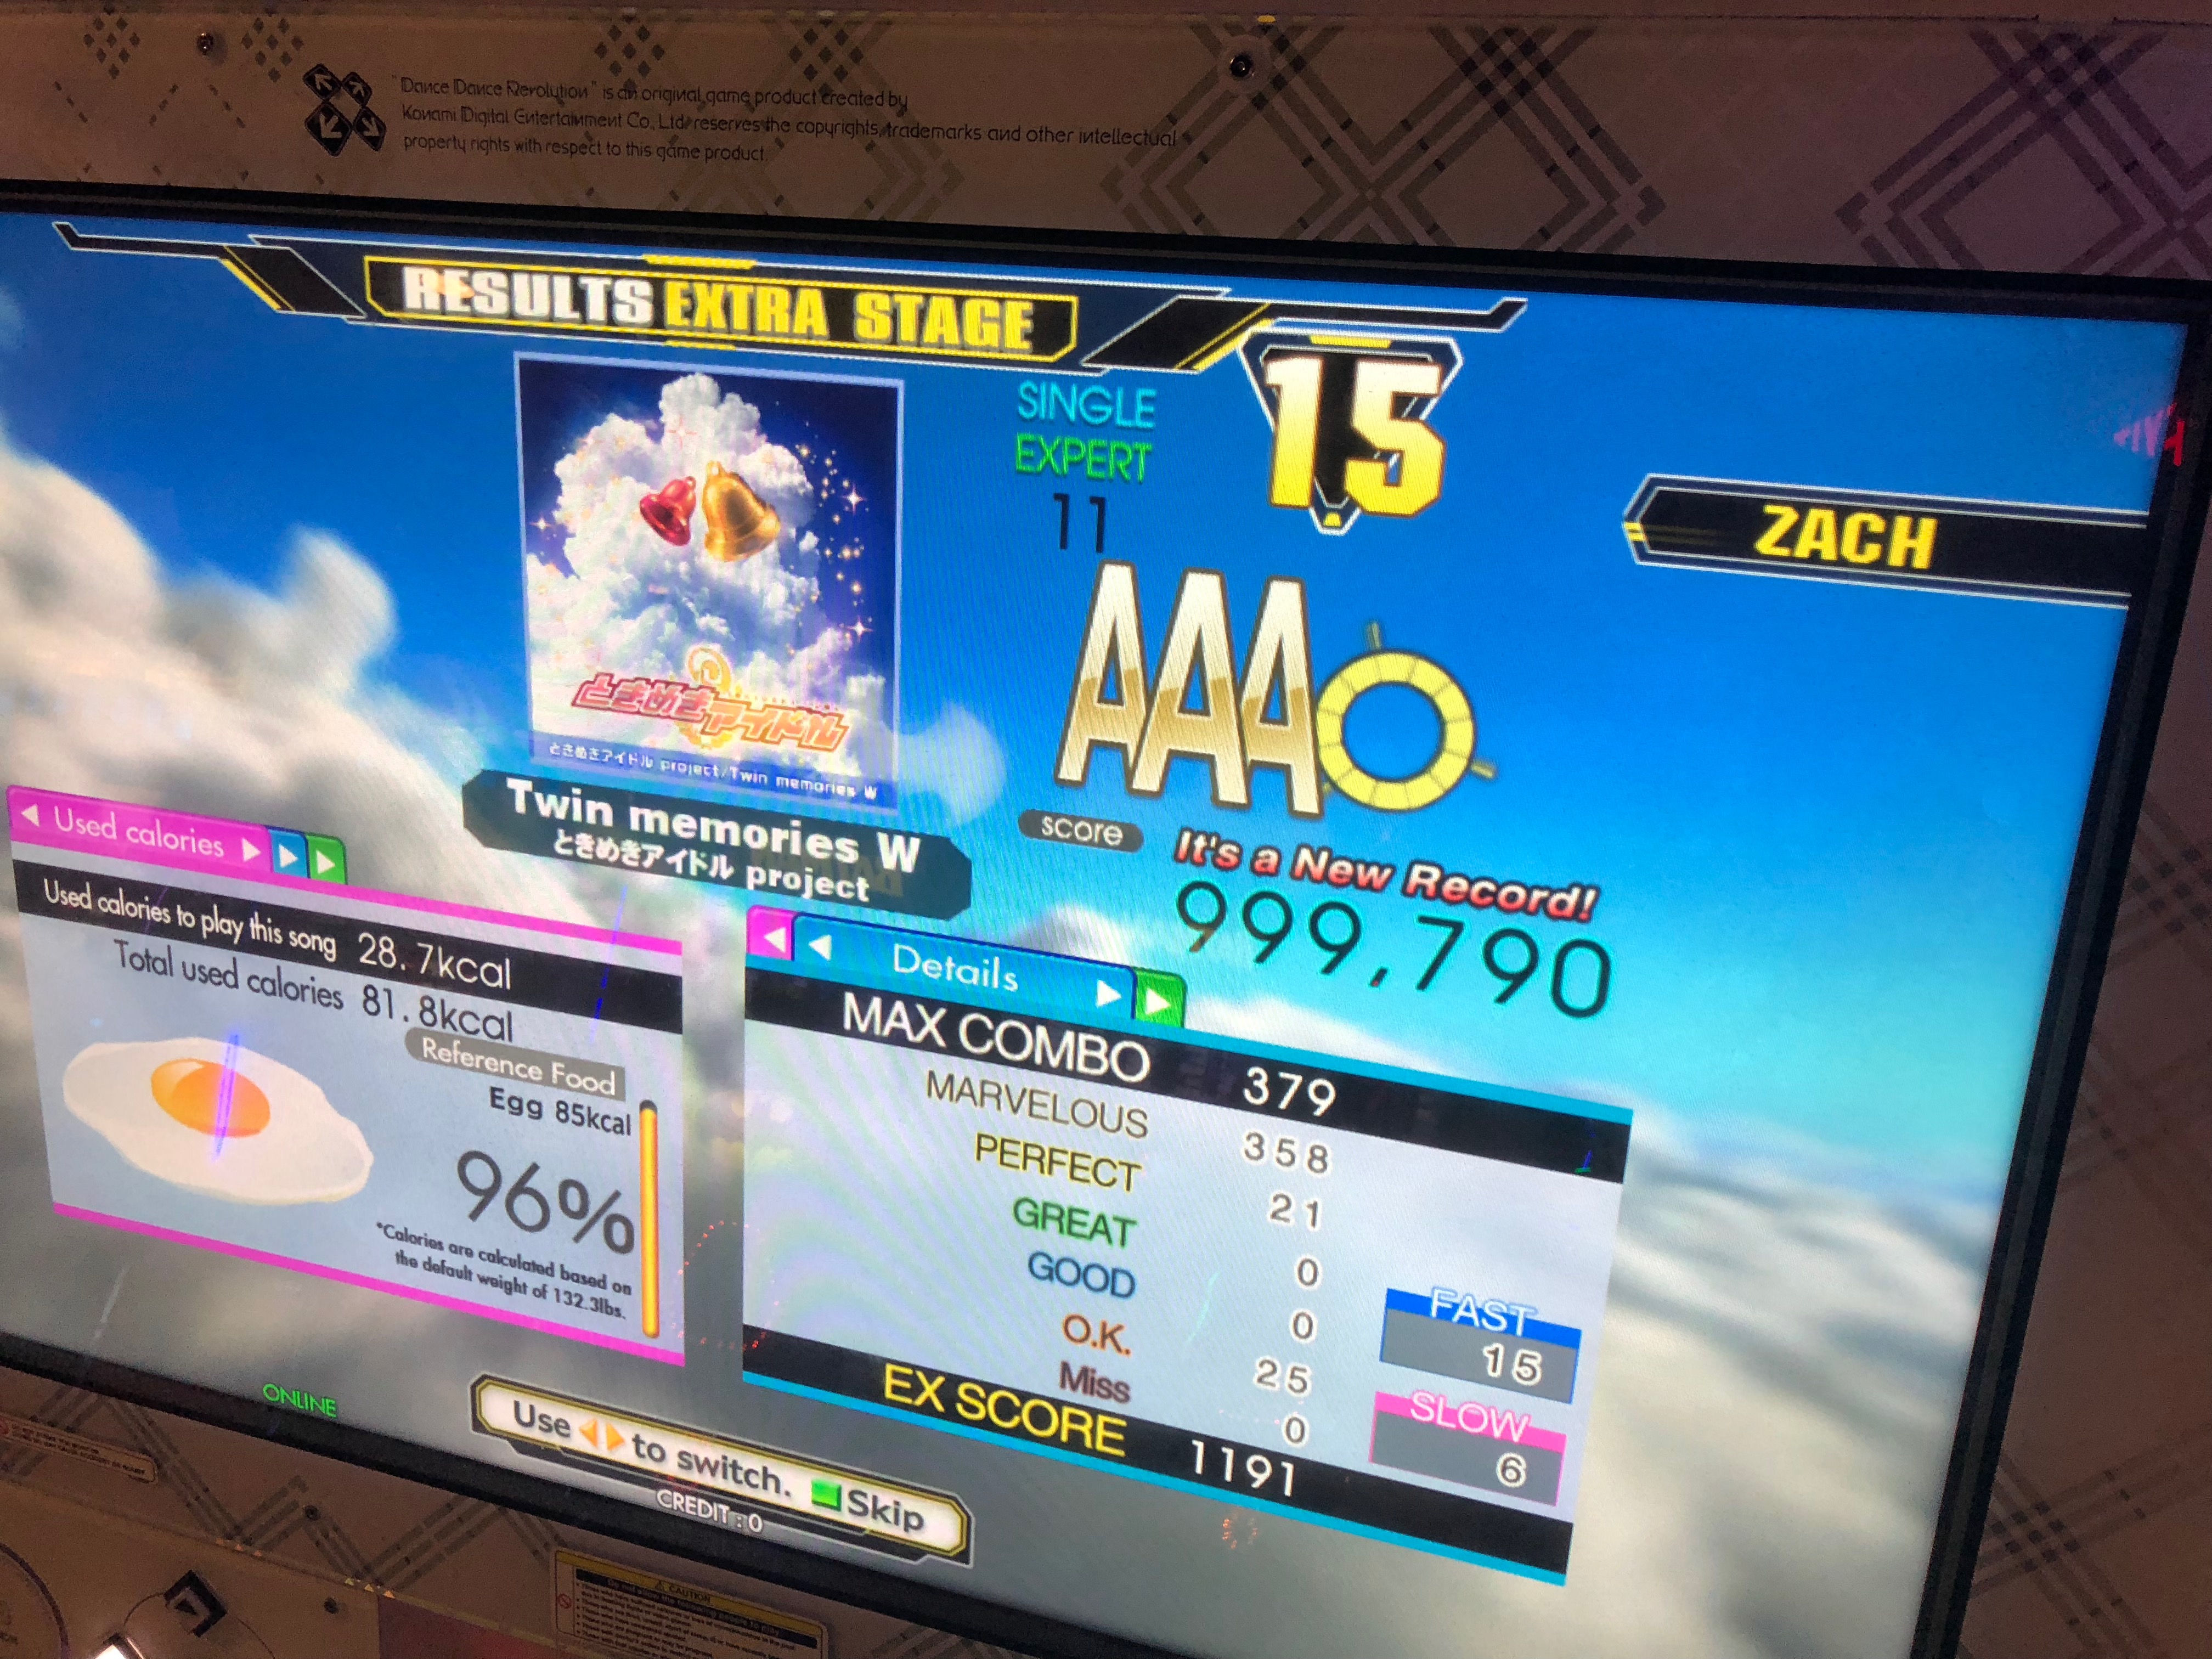 "Dance Dance Revolution" is an original game product created by
Konami Digital Entertainment Co., Ltd. reserves the copyrights, trademarks and other intellectual
property rights with respect to this game product.
RESULTS EXTRA STAGE
15
SINGLE
EXPERT
11
ZACH
AAA
ときめきアイドル
ときめきアイドル project/Twin memories W
Twin memories W
ときめきアイドル project
score
It's a New Record!
999,790
Used calories
Used calories to play this song 28.7kcal
Total used calories 81.8kcal
Reference Food
Egg 85kcal
96%
*Calories are calculated based on
the default weight of 132.3lbs.
Details
MAX COMBO 379
MARVELOUS 358
PERFECT 21
GREAT 0
GOOD 0
O.K. 25
Miss 0
EX SCORE 1191
FAST
15
SLOW
6
ONLINE
Use to switch. Skip
CREDIT : 0
CAUTION